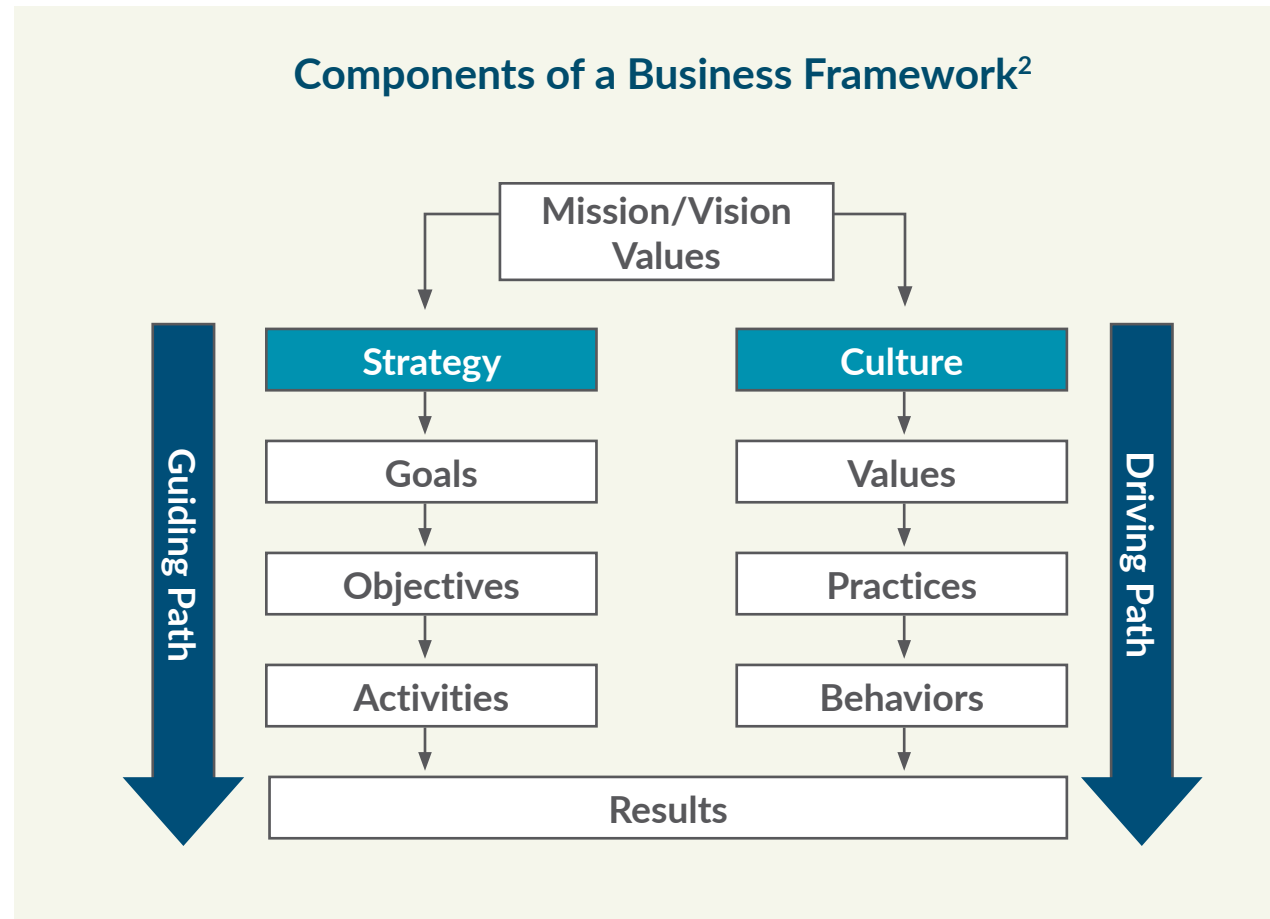 Components of a Business Framework²
Mission/Vision
Values
Strategy
Culture
Goals
Values
Objectives
Practices
Activities
Behaviors
Results
Guiding Path
Driving Path